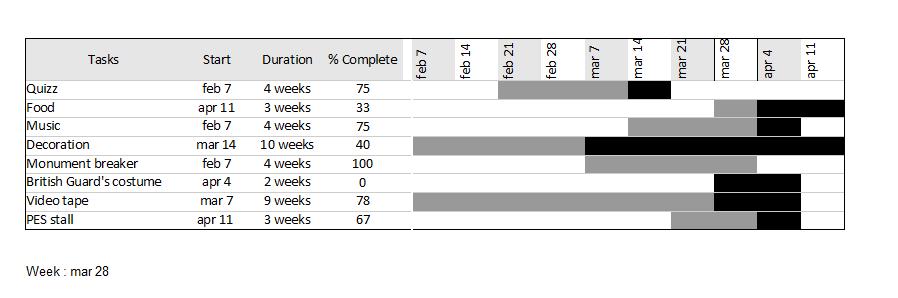 Tasks Start Duration % Complete feb 7 feb 14 feb 21 feb 28 mar 7 mar 14 mar 21 mar 28 apr 4 apr 11
Quizz feb 7 4 weeks 75
Food apr 11 3 weeks 33
Music feb 7 4 weeks 75
Decoration mar 14 10 weeks 40
Monument breaker feb 7 4 weeks 100
British Guard's costume apr 4 2 weeks 0
Video tape mar 7 9 weeks 78
PES stall apr 11 3 weeks 67
Week : mar 28